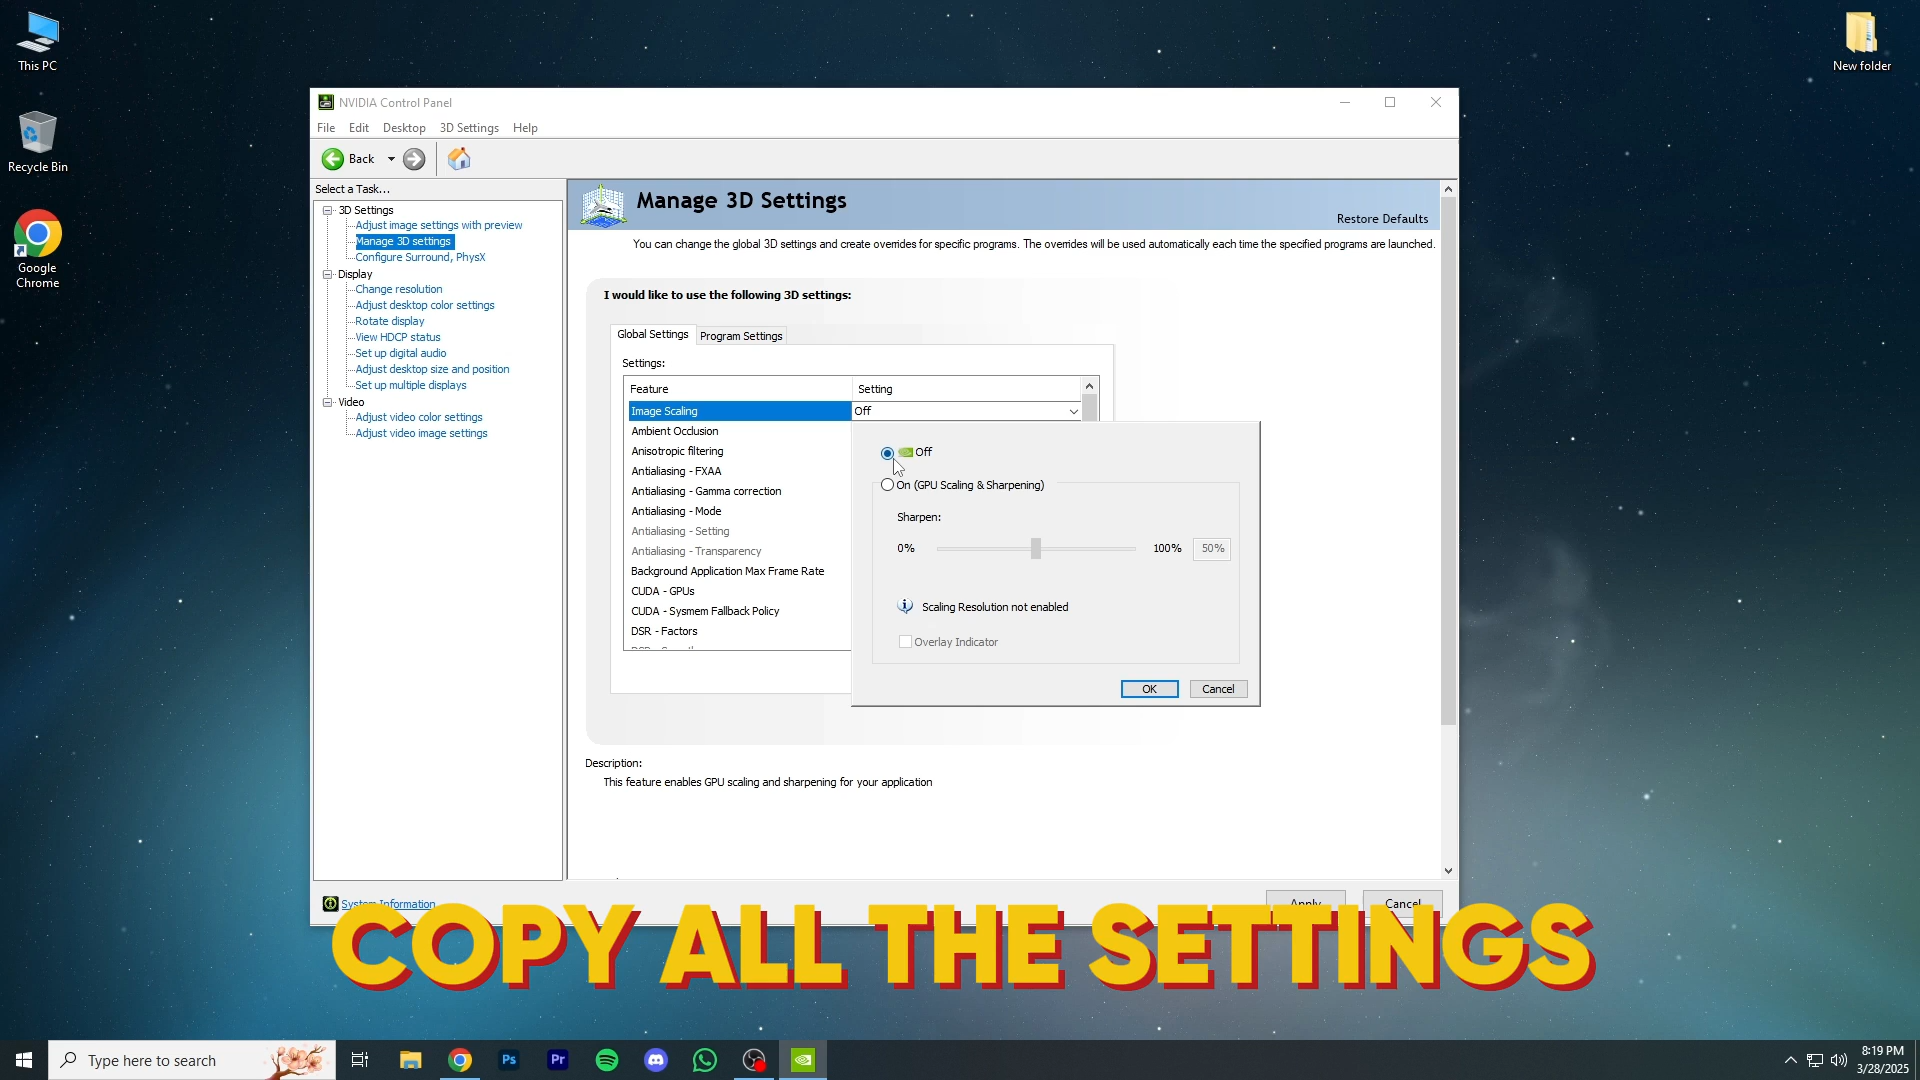 This PC
New folder
Recycle Bin
Google
Chrome
NVIDIA Control Panel
File Edit Desktop 3D Settings Help
Back
Select a Task...
3D Settings
Adjust image settings with preview
Manage 3D settings
Configure Surround, PhysX
Display
Change resolution
Adjust desktop color settings
Rotate display
View HDCP status
Set up digital audio
Adjust desktop size and position
Set up multiple displays
Video
Adjust video color settings
Adjust video image settings
Manage 3D Settings
Restore Defaults
You can change the global 3D settings and create overrides for specific programs. The overrides will be used automatically each time the specified programs are launched.
I would like to use the following 3D settings:
Global Settings Program Settings
Settings:
Feature Setting
Image Scaling Off
Ambient Occlusion
Anisotropic filtering
Antialiasing - FXAA
Antialiasing - Gamma correction
Antialiasing - Mode
Antialiasing - Setting
Antialiasing - Transparency
Background Application Max Frame Rate
CUDA - GPUs
CUDA - Sysmem Fallback Policy
DSR - Factors
Off
On (GPU Scaling & Sharpening)
Sharpen:
0% 100% 50%
Scaling Resolution not enabled
Overlay Indicator
OK Cancel
Description:
This feature enables GPU scaling and sharpening for your application
System Information
Apply Cancel
COPY ALL THE SETTINGS
Type here to search
Ps
Pr
8:19 PM
3/28/2025